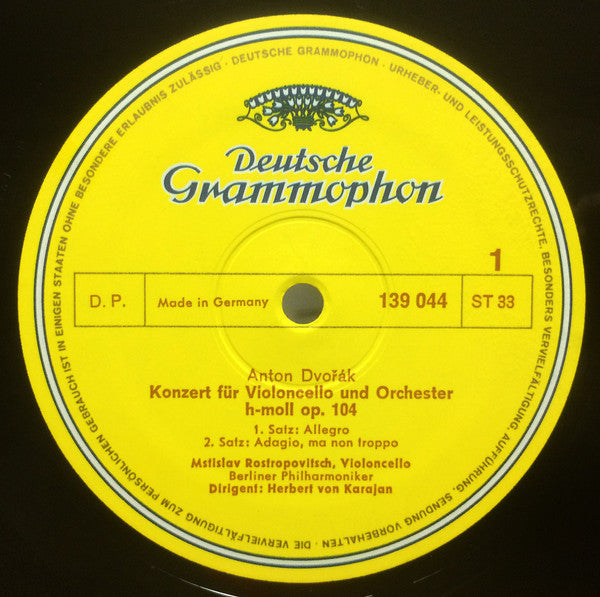 DEUTSCHE GRAMMOPHON · URHEBER- UND LEISTUNGSSCHUTZRECHTE, BESONDERS VERVIELFÄLTIGUNG, AUFFÜHRUNG, SENDUNG VORBEHALTEN · DIE VERVIELFÄLTIGUNG ZUM PERSÖNLICHEN GEBRAUCH IST IN EINIGEN STAATEN OHNE BESONDERE ERLAUBNIS ZULÄSSIG ·
Deutsche
Grammophon
1
D. P. Made in Germany 139 044 ST 33
Anton Dvořák
Konzert für Violoncello und Orchester
h-moll op. 104
1. Satz: Allegro
2. Satz: Adagio, ma non troppo
Mstislav Rostropovitsch, Violoncello
Berliner Philharmoniker
Dirigent: Herbert von Karajan